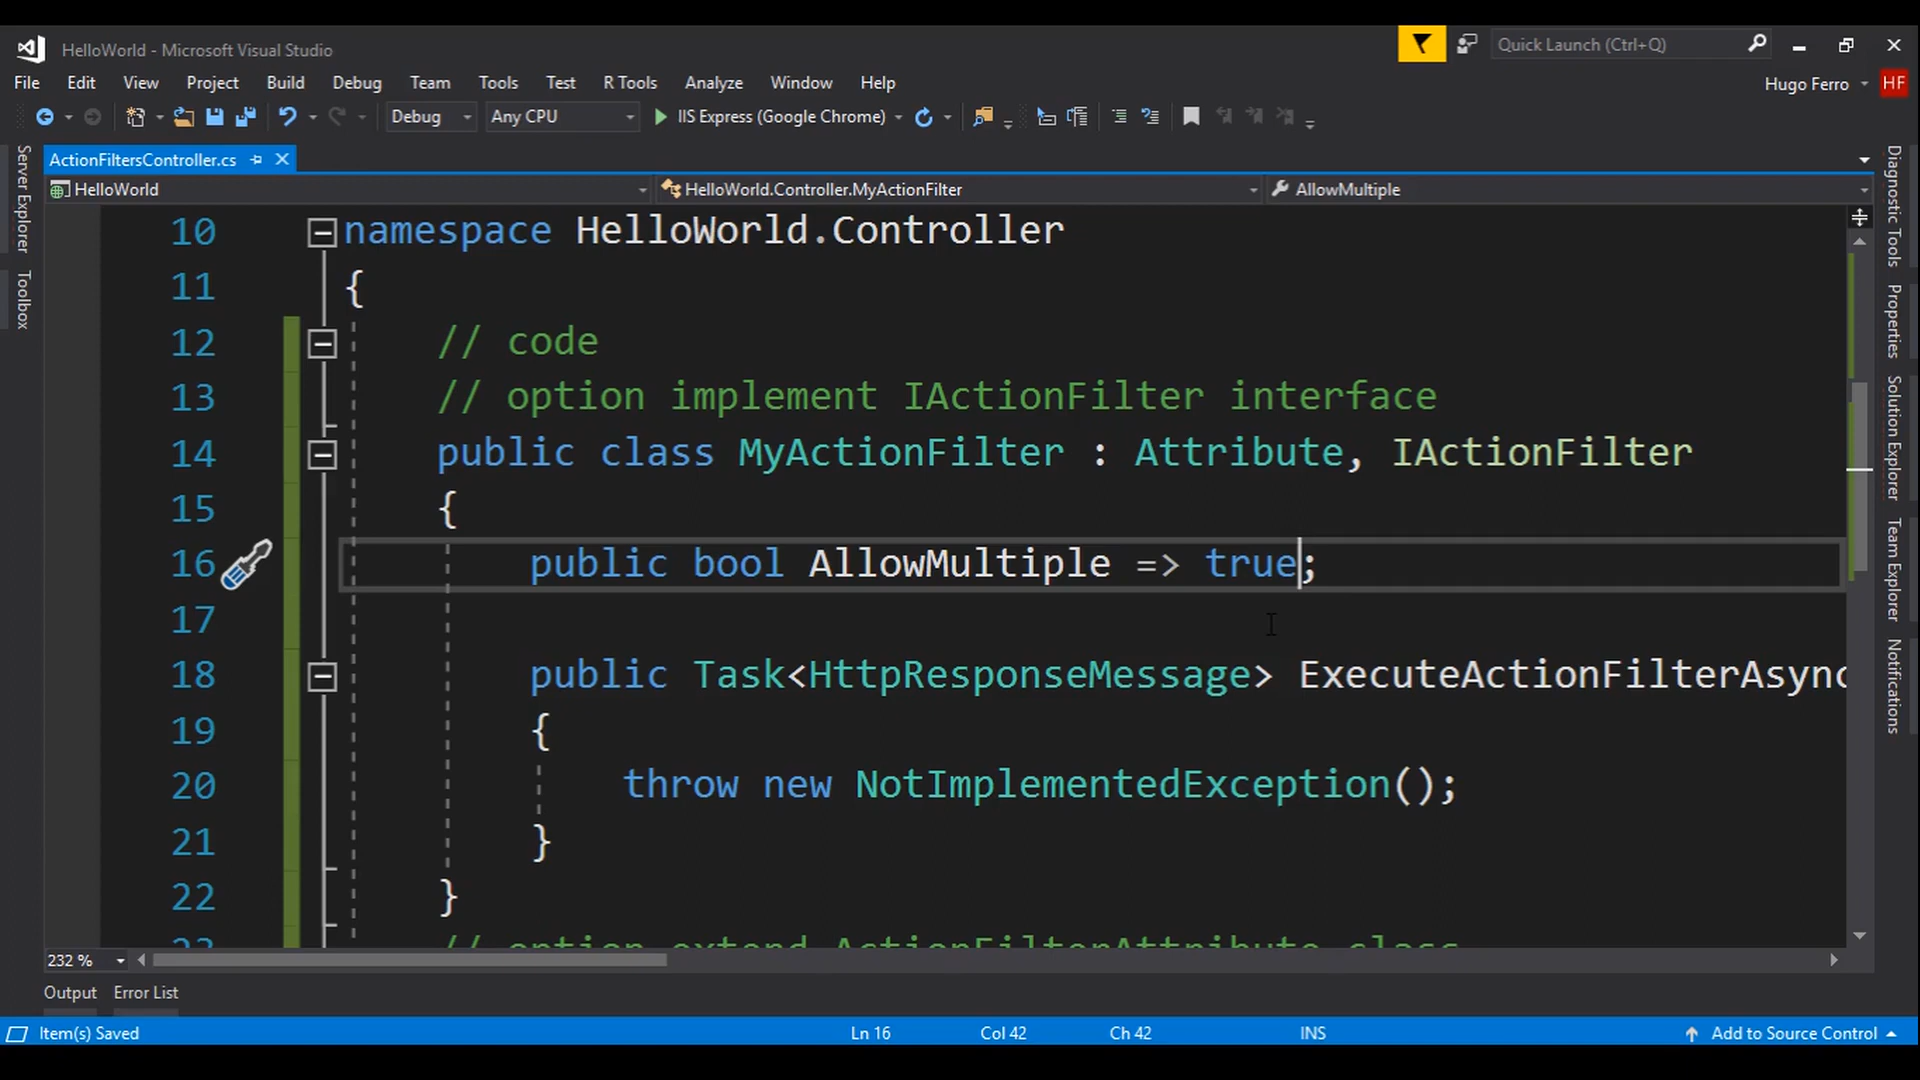 HelloWorld - Microsoft Visual Studio
Quick Launch (Ctrl+Q)
File Edit View Project Build Debug Team Tools Test R Tools Analyze Window Help
Hugo Ferro HF
Debug Any CPU IIS Express (Google Chrome)
ActionFiltersController.cs
HelloWorld HelloWorld.Controller.MyActionFilter AllowMultiple
Server Explorer
Toolbox
10 namespace HelloWorld.Controller
11 {
12 // code
13 // option implement IActionFilter interface
14 public class MyActionFilter : Attribute, IActionFilter
15 {
16 public bool AllowMultiple => true;
17
18 public Task<HttpResponseMessage> ExecuteActionFilterAsync
19 {
20 throw new NotImplementedException();
21 }
22 }
23 // option extend ActionFilterAttribute class
Diagnostic Tools
Properties
Solution Explorer
Team Explorer
Notifications
232 %
Output Error List
Item(s) Saved Ln 16 Col 42 Ch 42 INS Add to Source Control